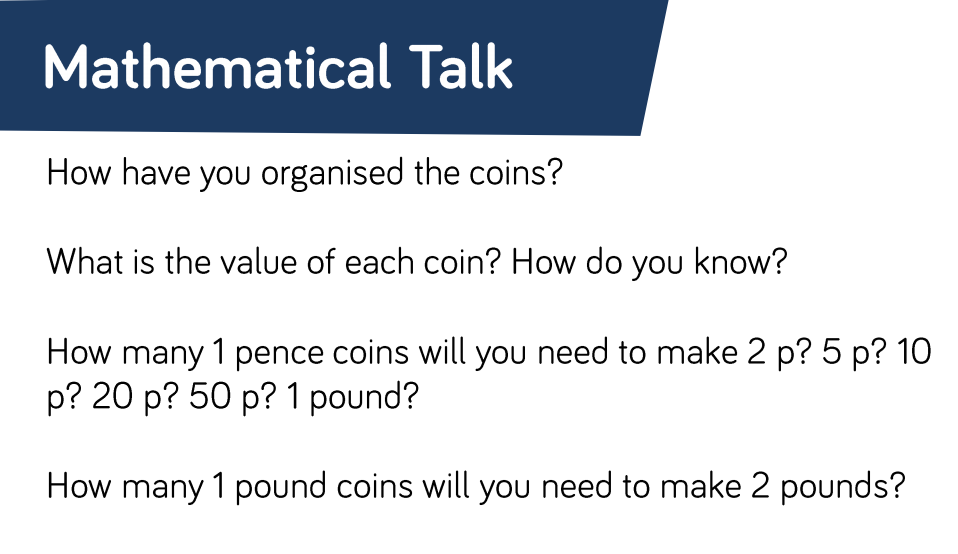 Mathematical Talk
How have you organised the coins?
What is the value of each coin? How do you know?
How many 1 pence coins will you need to make 2 p? 5 p? 10
p? 20 p? 50 p? 1 pound?
How many 1 pound coins will you need to make 2 pounds?